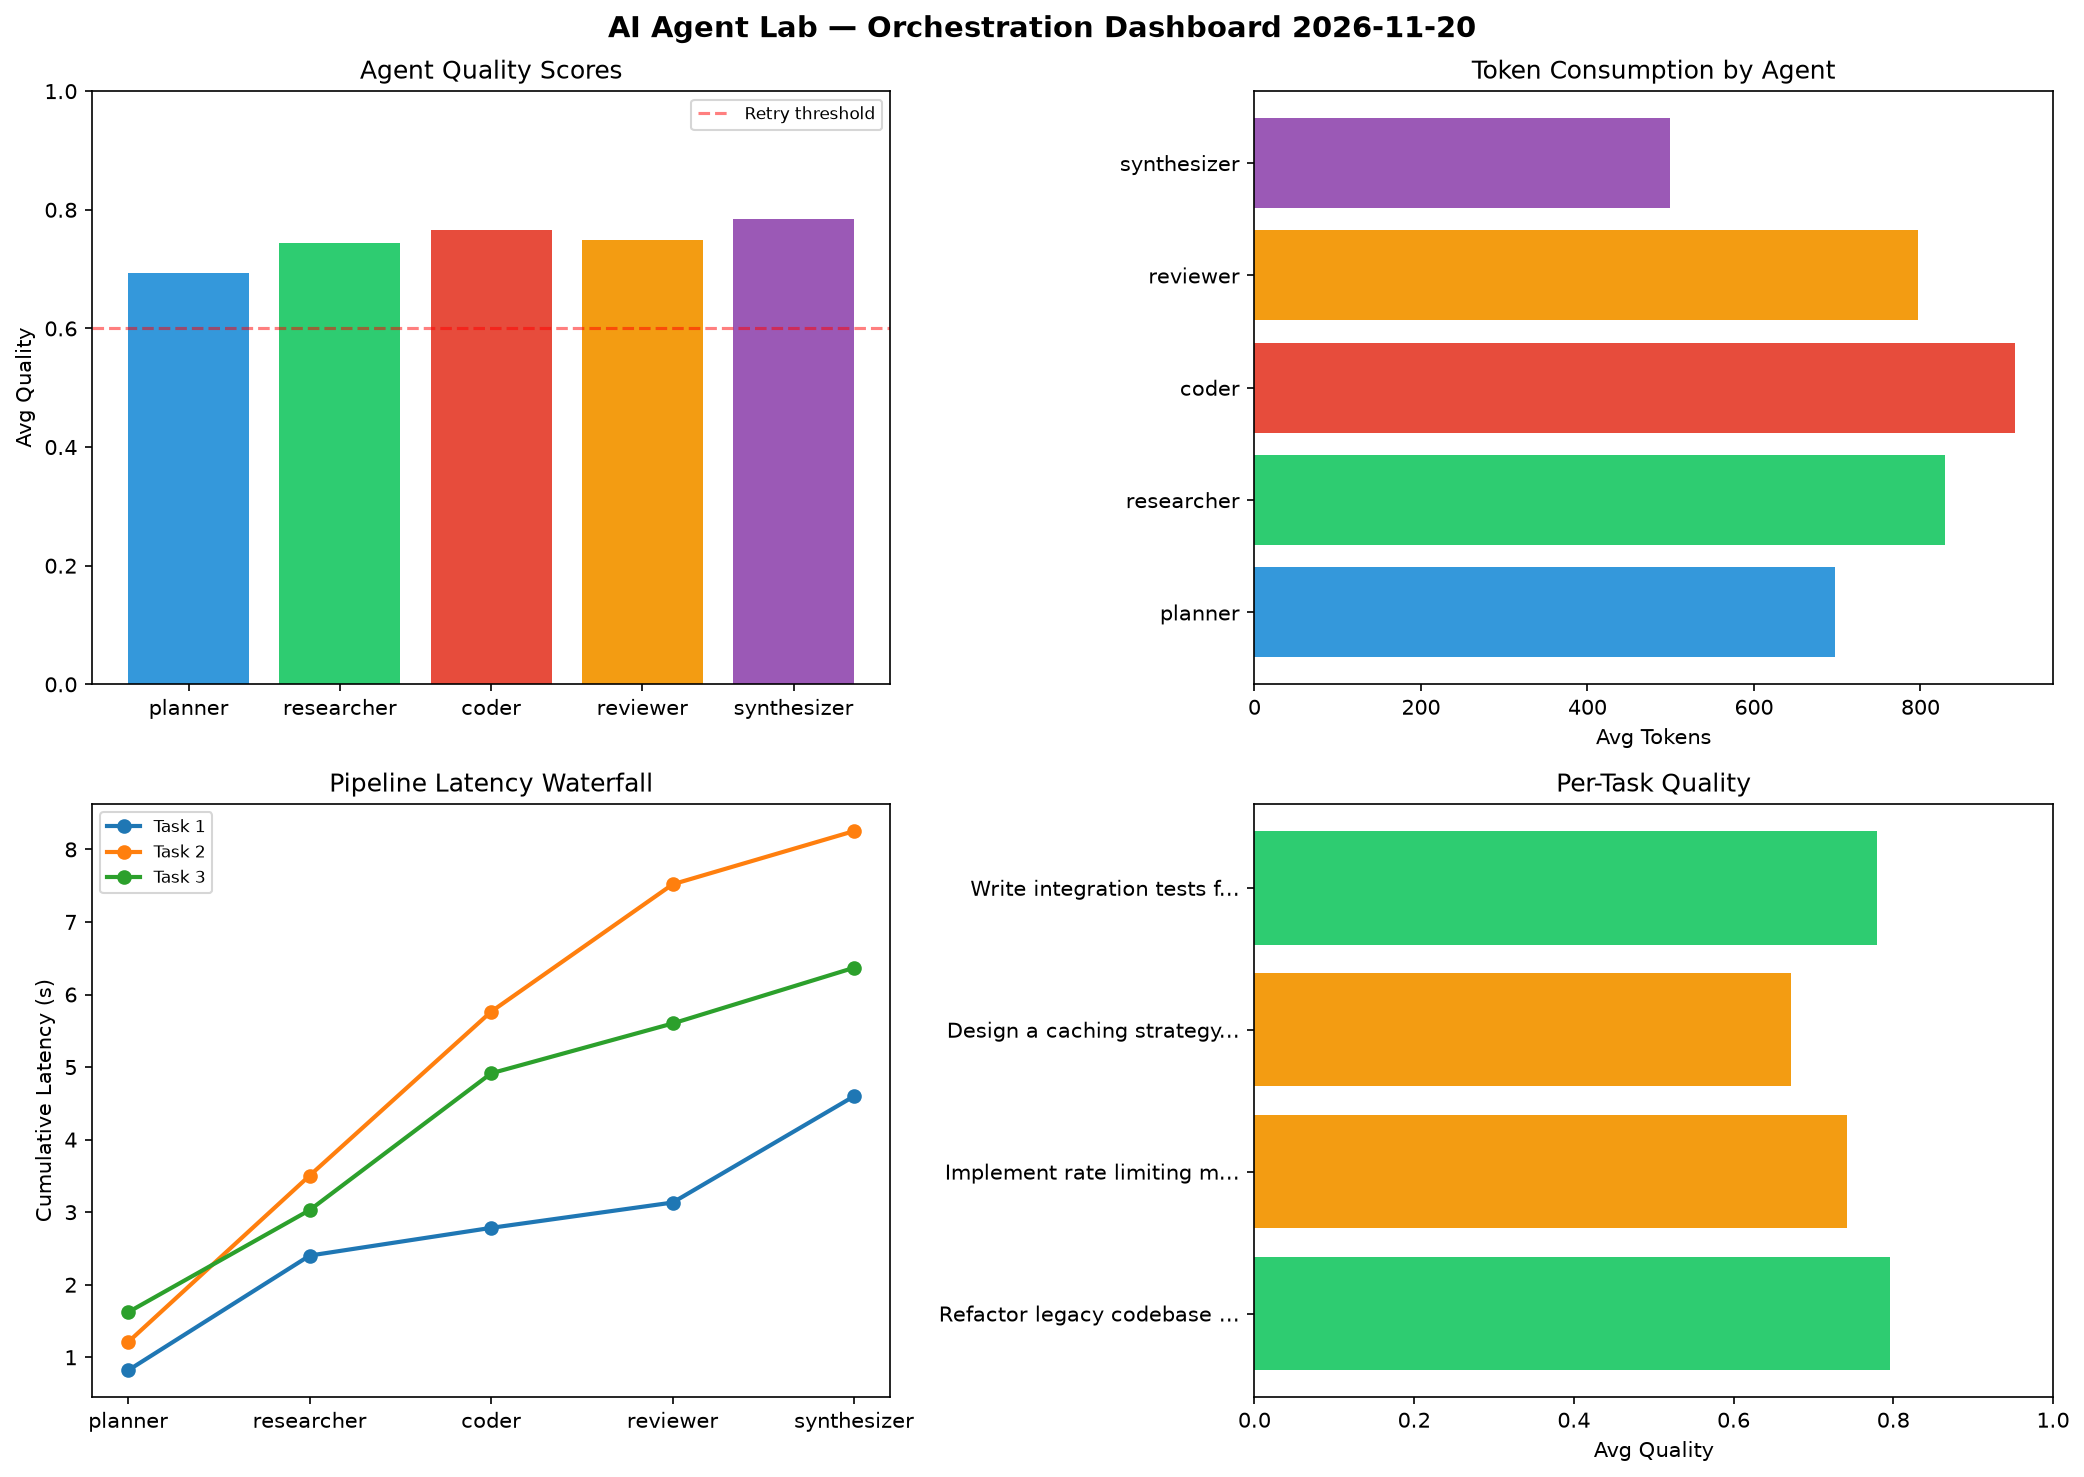 AI Agent Lab — Orchestration Dashboard 2026-11-20
Agent Quality Scores
Retry threshold
Avg Quality
1.0
0.8
0.6
0.4
0.2
0.0
planner
researcher
coder
reviewer
synthesizer
Token Consumption by Agent
synthesizer
reviewer
coder
researcher
planner
0
200
400
600
800
Avg Tokens
Pipeline Latency Waterfall
Task 1
Task 2
Task 3
Cumulative Latency (s)
8
7
6
5
4
3
2
1
planner
researcher
coder
reviewer
synthesizer
Per-Task Quality
Write integration tests f...
Design a caching strategy...
Implement rate limiting m...
Refactor legacy codebase ...
0.0
0.2
0.4
0.6
0.8
1.0
Avg Quality